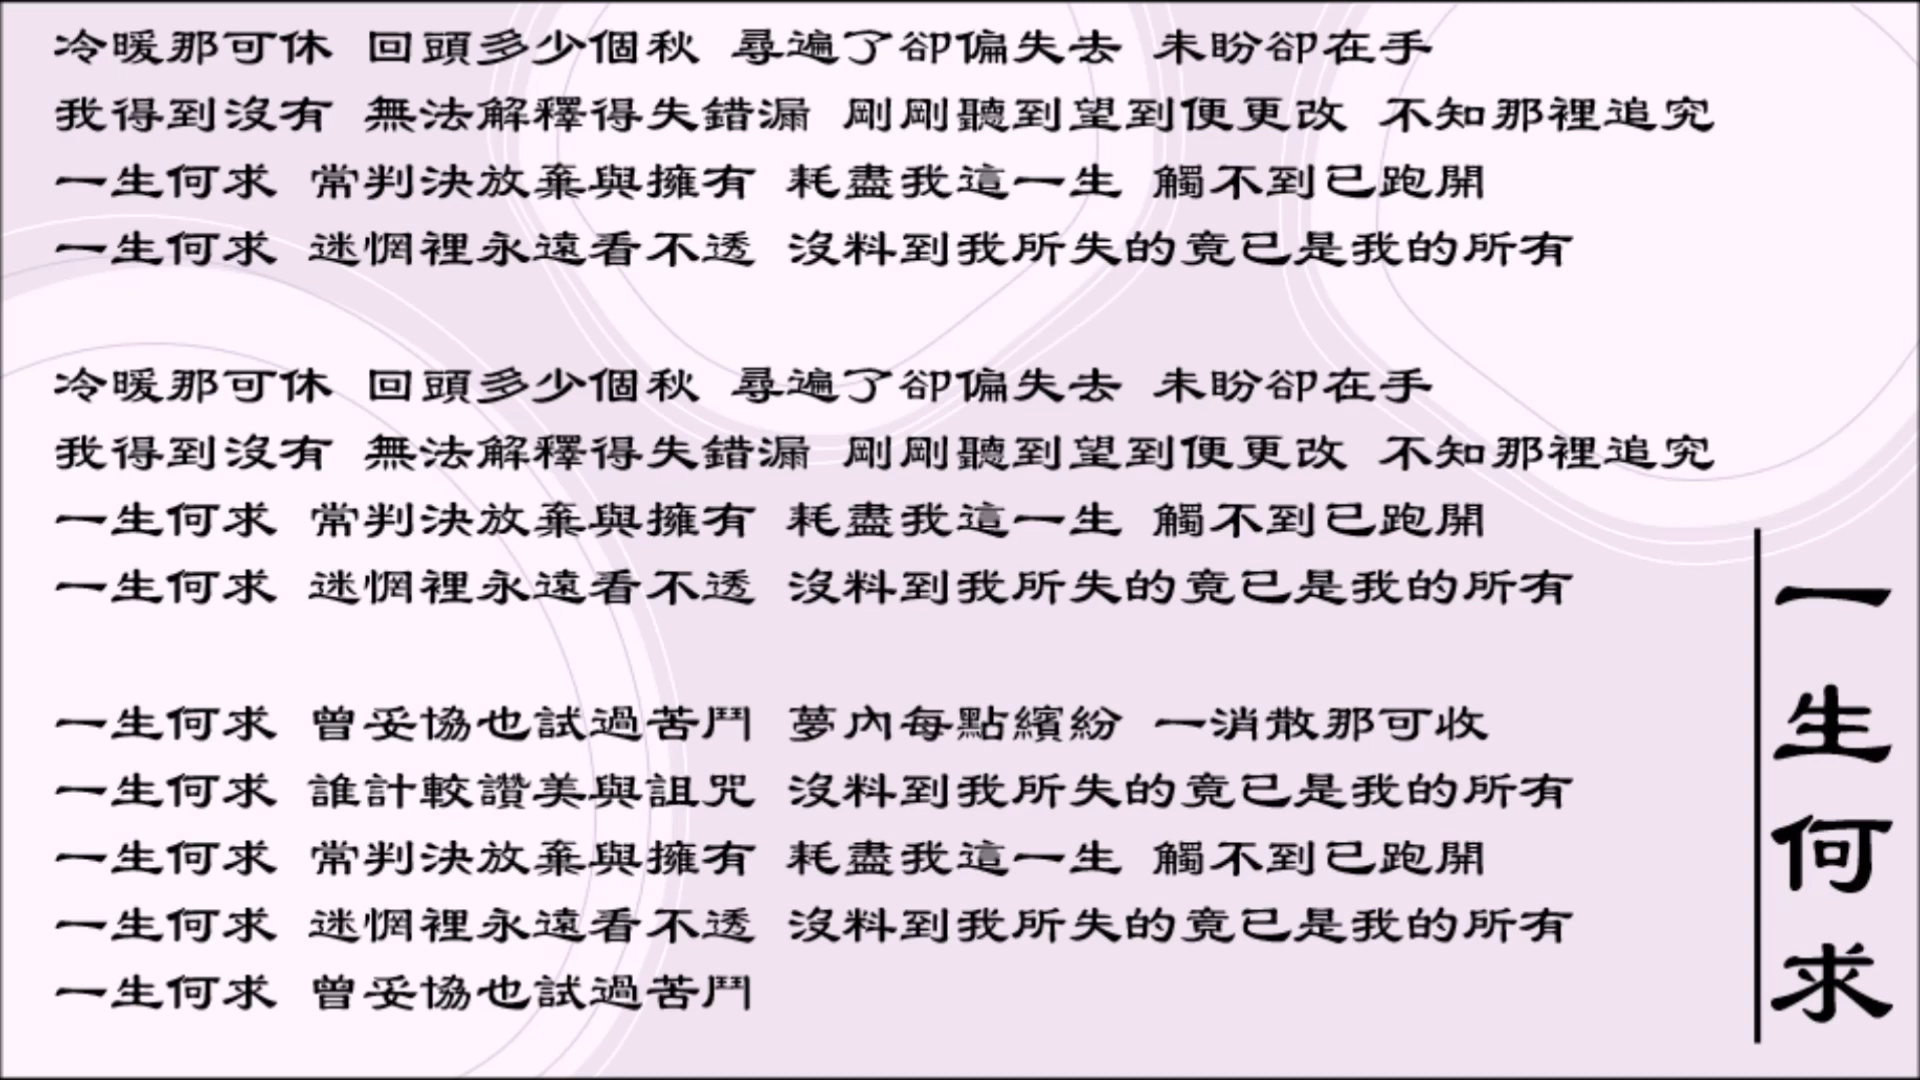 冷暖那可休 回頭多少個秋 尋遍了卻偏失去 未盼卻在手
我得到沒有 無法解釋得失錯漏 剛剛聽到望到便更改 不知那裡追究
一生何求 常判決放棄與擁有 耗盡我這一生 觸不到已跑開
一生何求 迷惘裡永遠看不透 沒料到我所失的竟已是我的所有
冷暖那可休 回頭多少個秋 尋遍了卻偏失去 未盼卻在手
我得到沒有 無法解釋得失錯漏 剛剛聽到望到便更改 不知那裡追究
一生何求 常判決放棄與擁有 耗盡我這一生 觸不到已跑開
一生何求 迷惘裡永遠看不透 沒料到我所失的竟已是我的所有
一生何求 曾妥協也試過苦鬥 夢內每點繽紛 一消散那可收
一生何求 誰計較讚美與詛咒 沒料到我所失的竟已是我的所有
一生何求 常判決放棄與擁有 耗盡我這一生 觸不到已跑開
一生何求 迷惘裡永遠看不透 沒料到我所失的竟已是我的所有
一生何求 曾妥協也試過苦鬥
一生何求